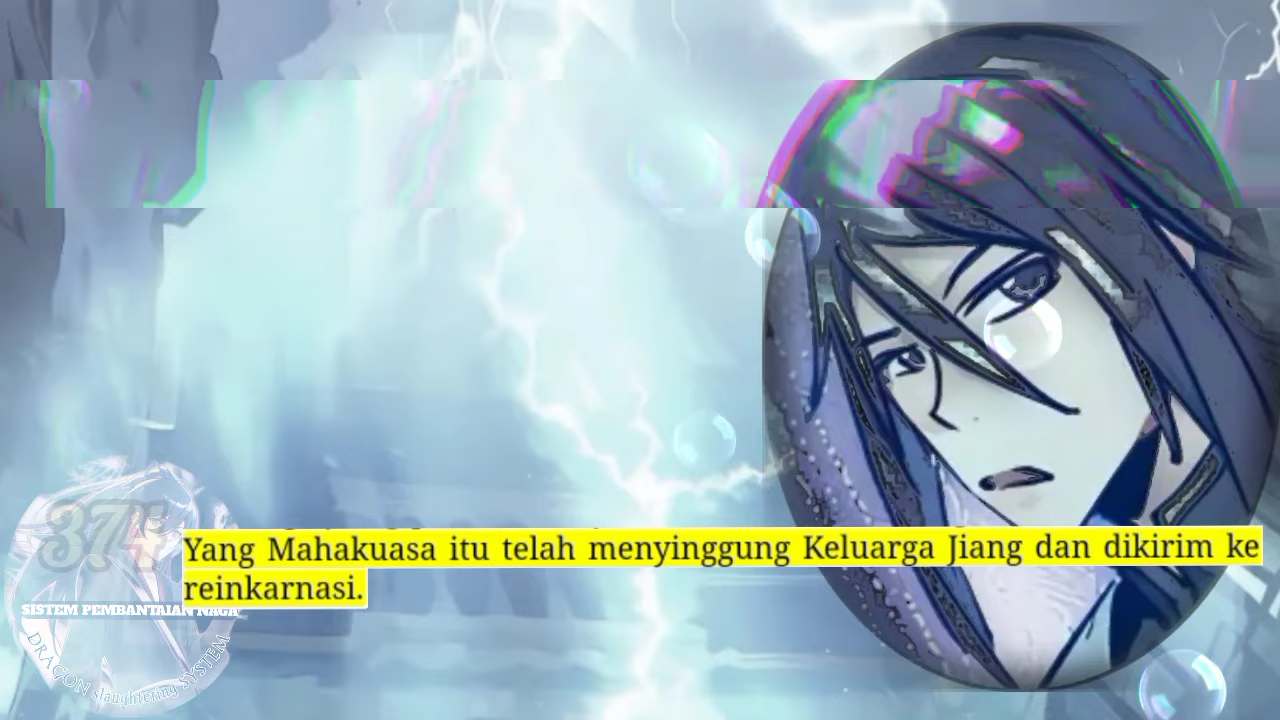 374
Yang Mahakuasa itu telah menyinggung Keluarga Jiang dan dikirim ke
reinkarnasi.
SISTEM PEMBANTAIAN NAGA
DRAGON slaughtering SYSTEM